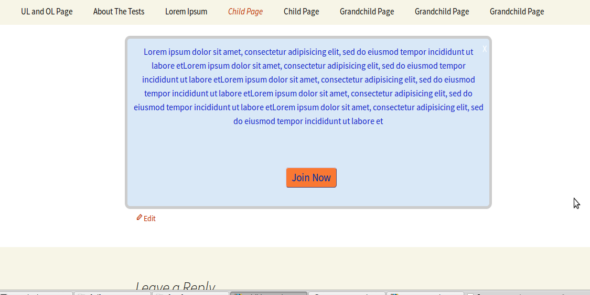 UL and OL Page About The Tests Lorem Ipsum Child Page Child Page Grandchild Page Grandchild Page Grandchild Page
Lorem ipsum dolor sit amet, consectetur adipisicing elit, sed do eiusmod tempor incididunt ut
labore etLorem ipsum dolor sit amet, consectetur adipisicing elit, sed do eiusmod tempor
incididunt ut labore etLorem ipsum dolor sit amet, consectetur adipisicing elit, sed do eiusmod
tempor incididunt ut labore etLorem ipsum dolor sit amet, consectetur adipisicing elit, sed do
eiusmod tempor incididunt ut labore etLorem ipsum dolor sit amet, consectetur adipisicing elit, sed
do eiusmod tempor incididunt ut labore et
Join Now
Edit
Leave a Reply